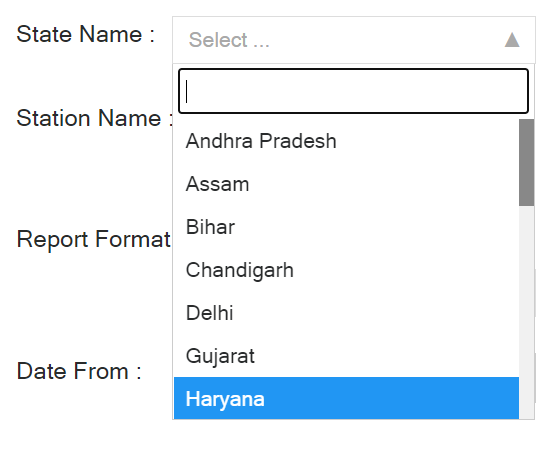 State Name :
Select ...
Station Name :
Andhra Pradesh
Assam
Bihar
Report Format
Chandigarh
Delhi
Gujarat
Date From :
Haryana